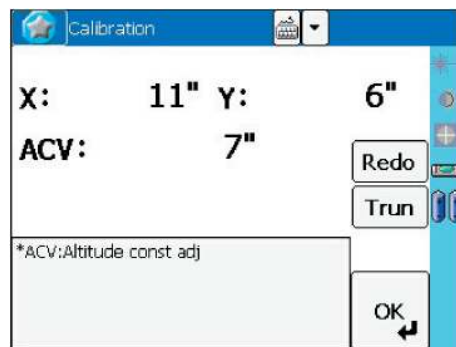 Calibration
X: 11" Y: 6"
ACV: 7"
Redo
Trun
*ACV:Altitude const adj
OK